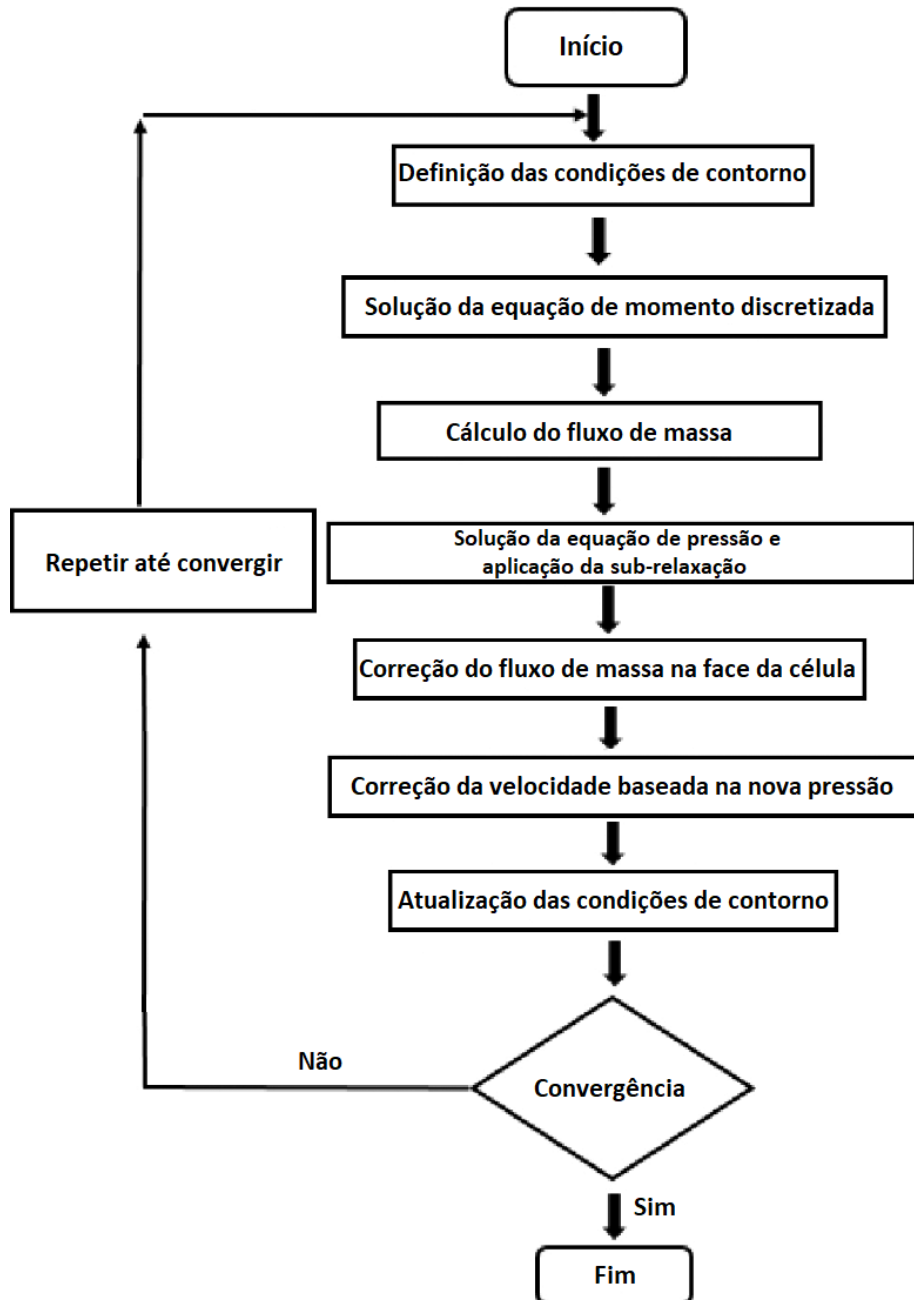 Início
Definição das condições de contorno
Solução da equação de momento discretizada
Cálculo do fluxo de massa
Solução da equação de pressão e
aplicação da sub-relaxação
Repetir até convergir
Correção do fluxo de massa na face da célula
Correção da velocidade baseada na nova pressão
Atualização das condições de contorno
Não
Convergência
Sim
Fim